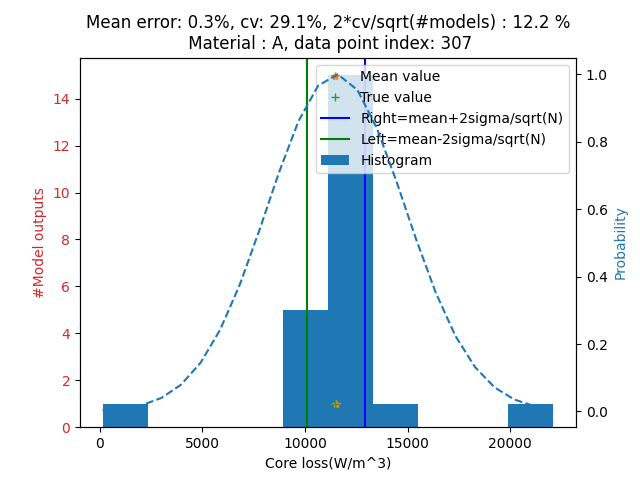 Mean error: 0.3%, cv: 29.1%, 2*cv/sqrt(#models) : 12.2 %
Material : A, data point index: 307
Mean value
True value
Right=mean+2sigma/sqrt(N)
Left=mean-2sigma/sqrt(N)
Histogram
#Model outputs
14
12
10
8
6
4
2
0
1.0
0.8
0.6
0.4
0.2
0.0
Probability
0 5000 10000 15000 20000
Core loss(W/m^3)